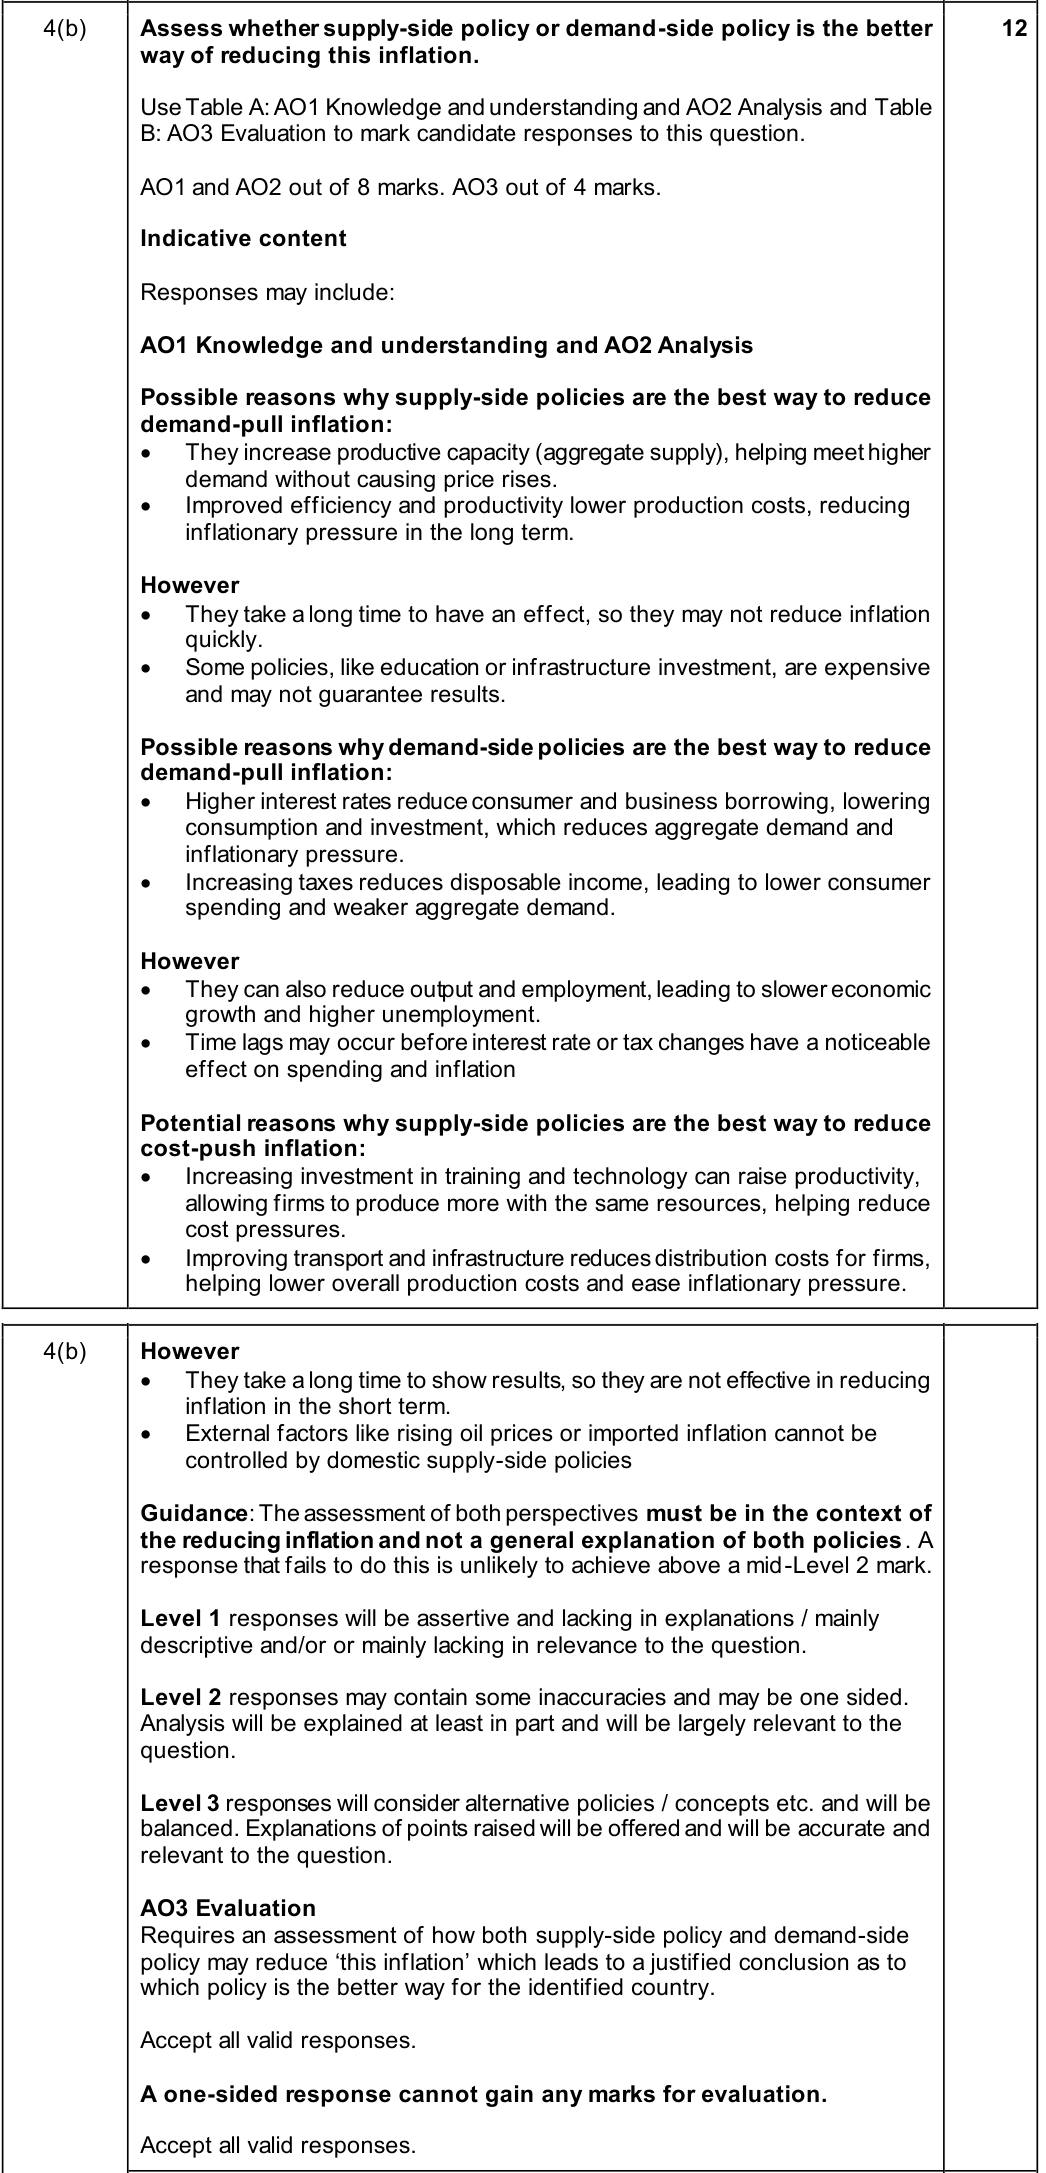 4(b)
Assess whether supply-side policy or demand-side policy is the better
12
way of reducing this inflation.
Use Table A: AO1 Knowledge and understanding and AO2 Analysis and Table
B: AO3 Evaluation to mark candidate responses to this question.
AO1 and AO2 out of 8 marks. AO3 out of 4 marks.
Indicative content
Responses may include:
AO1 Knowledge and understanding and AO2 Analysis
Possible reasons why supply-side policies are the best way to reduce
demand-pull inflation:
• They increase productive capacity (aggregate supply), helping meet higher
demand without causing price rises.
• Improved efficiency and productivity lower production costs, reducing
inflationary pressure in the long term.
However
• They take a long time to have an effect, so they may not reduce inflation
quickly.
• Some policies, like education or infrastructure investment, are expensive
and may not guarantee results.
Possible reasons why demand-side policies are the best way to reduce
demand-pull inflation:
• Higher interest rates reduce consumer and business borrowing, lowering
consumption and investment, which reduces aggregate demand and
inflationary pressure.
• Increasing taxes reduces disposable income, leading to lower consumer
spending and weaker aggregate demand.
However
• They can also reduce output and employment, leading to slower economic
growth and higher unemployment.
• Time lags may occur before interest rate or tax changes have a noticeable
effect on spending and inflation
Potential reasons why supply-side policies are the best way to reduce
cost-push inflation:
• Increasing investment in training and technology can raise productivity,
allowing firms to produce more with the same resources, helping reduce
cost pressures.
• Improving transport and infrastructure reduces distribution costs for firms,
helping lower overall production costs and ease inflationary pressure.
4(b)
However
• They take a long time to show results, so they are not effective in reducing
inflation in the short term.
• External factors like rising oil prices or imported inflation cannot be
controlled by domestic supply-side policies
Guidance: The assessment of both perspectives must be in the context of
the reducing inflation and not a general explanation of both policies. A
response that fails to do this is unlikely to achieve above a mid-Level 2 mark.
Level 1 responses will be assertive and lacking in explanations / mainly
descriptive and/or or mainly lacking in relevance to the question.
Level 2 responses may contain some inaccuracies and may be one sided.
Analysis will be explained at least in part and will be largely relevant to the
question.
Level 3 responses will consider alternative policies / concepts etc. and will be
balanced. Explanations of points raised will be offered and will be accurate and
relevant to the question.
AO3 Evaluation
Requires an assessment of how both supply-side policy and demand-side
policy may reduce ‘this inflation’ which leads to a justified conclusion as to
which policy is the better way for the identified country.
Accept all valid responses.
A one-sided response cannot gain any marks for evaluation.
Accept all valid responses.